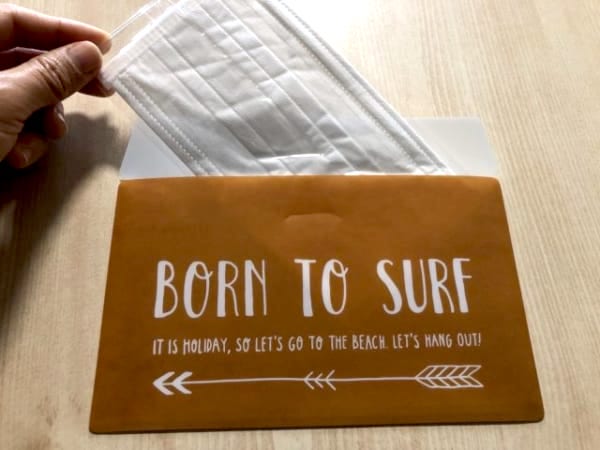 BORN TO SURF
IT IS HOLIDAY, SO LET'S GO TO THE BEACH. LET'S HANG OUT!